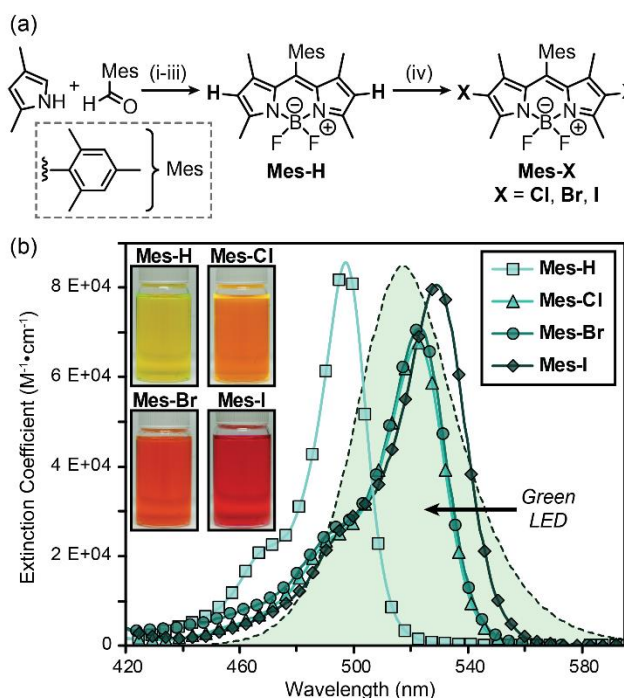 (a)
Mes
NH
+
H
O
(i-iii)
Mes
H
H
N
N
B
⊖
⊕
F
F
Mes-H
(iv)
Mes
X
X
N
N
B
⊖
⊕
F
F
Mes-X
X = Cl, Br, I
Mes
(b)
Mes-H
Mes-Cl
Mes-Br
Mes-I
Mes-H
Mes-Cl
Mes-Br
Mes-I
Green
LED
Extinction Coefficient (M⁻¹•cm⁻¹)
8 E+04
6 E+04
4 E+04
2 E+04
0
420
460
500
540
580
Wavelength (nm)